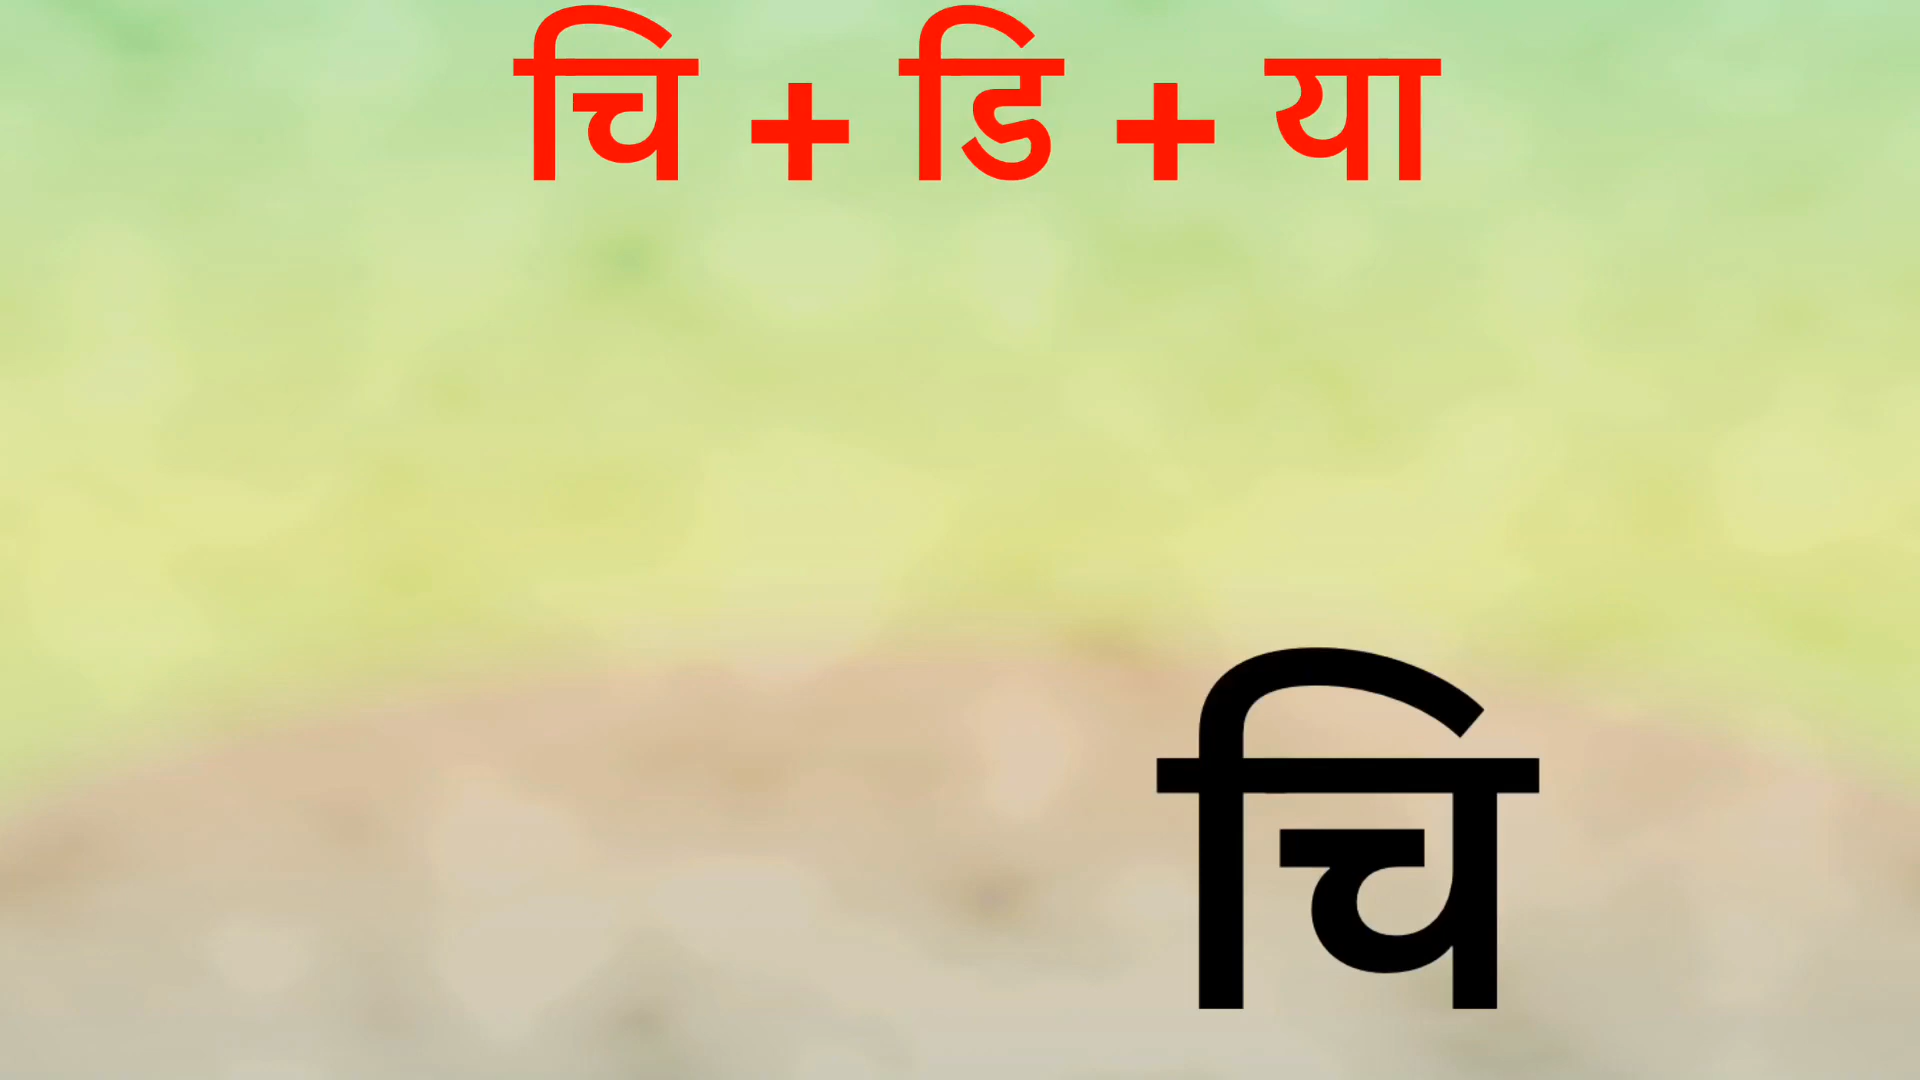 चि + डि + या
चि